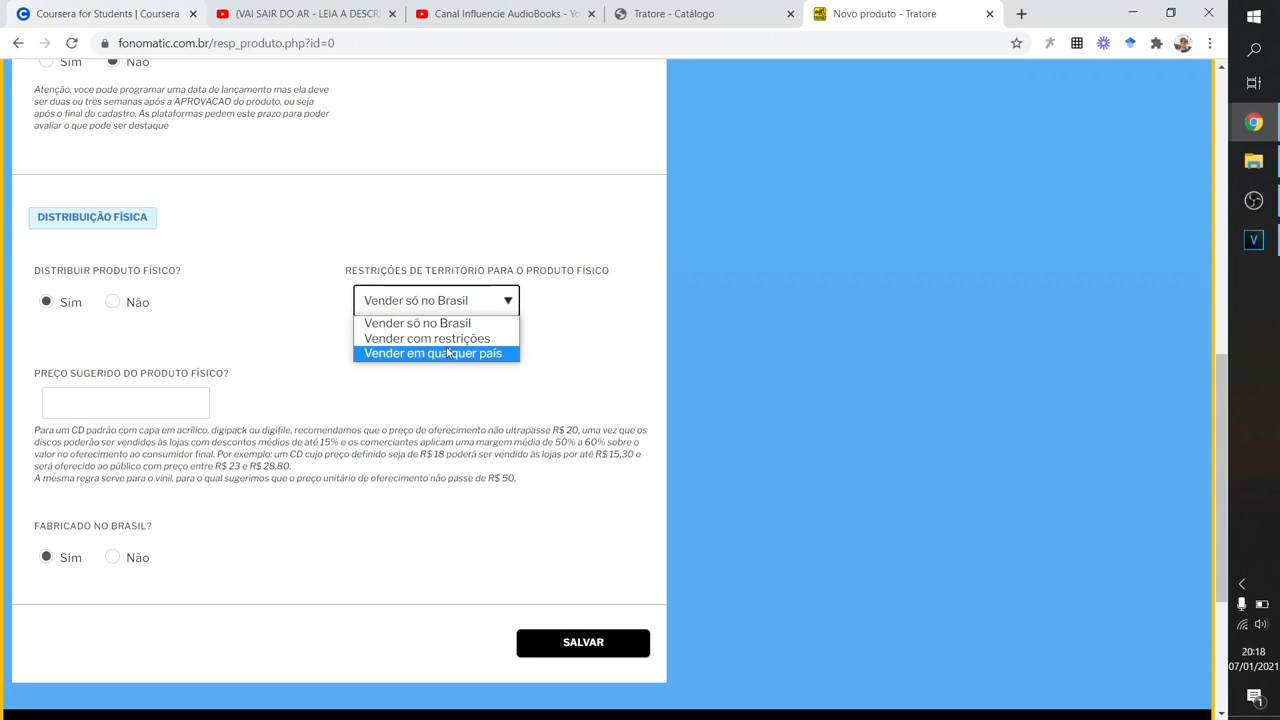 Coursera for Students | Coursera
(VAI SAIR DO AR - LEIA A DESCRI
Canal Influencie AudioBooks - Yo
Tratore - Catálogo
Novo produto - Tratore
fonomatic.com.br/resp_produto.php?id=0
Sim Não
Atenção, voce pode programar uma data de lançamento mas ela deve
ser duas ou tres semanas após a APROVACAO do produto, ou seja
após o final do cadastro. As plataformas pedem este prazo para poder
avaliar o que pode ser destaque
DISTRIBUIÇÃO FÍSICA
DISTRIBUIR PRODUTO FÍSICO?
Sim Não
RESTRIÇÕES DE TERRITÓRIO PARA O PRODUTO FÍSICO
Vender só no Brasil
Vender só no Brasil
Vender com restrições
Vender em qualquer país
PREÇO SUGERIDO DO PRODUTO FÍSICO?
Para um CD padrão com capa em acrílico, digipack ou digifile, recomendamos que o preço de oferecimento não ultrapasse R$ 20, uma vez que os
discos poderão ser vendidos às lojas com descontos médios de até 15% e os comerciantes aplicam uma margem média de 50% a 60% sobre o
valor no oferecimento ao consumidor final. Por exemplo: um CD cujo preço definido seja de R$ 18 poderá ser vendido às lojas por até R$ 15,30 e
será oferecido ao público com preço entre R$ 23 e R$ 28,80.
A mesma regra serve para o vinil, para o qual sugerimos que o preço unitário de oferecimento não passe de R$ 50.
FABRICADO NO BRASIL?
Sim Não
SALVAR
20:18
07/01/2021